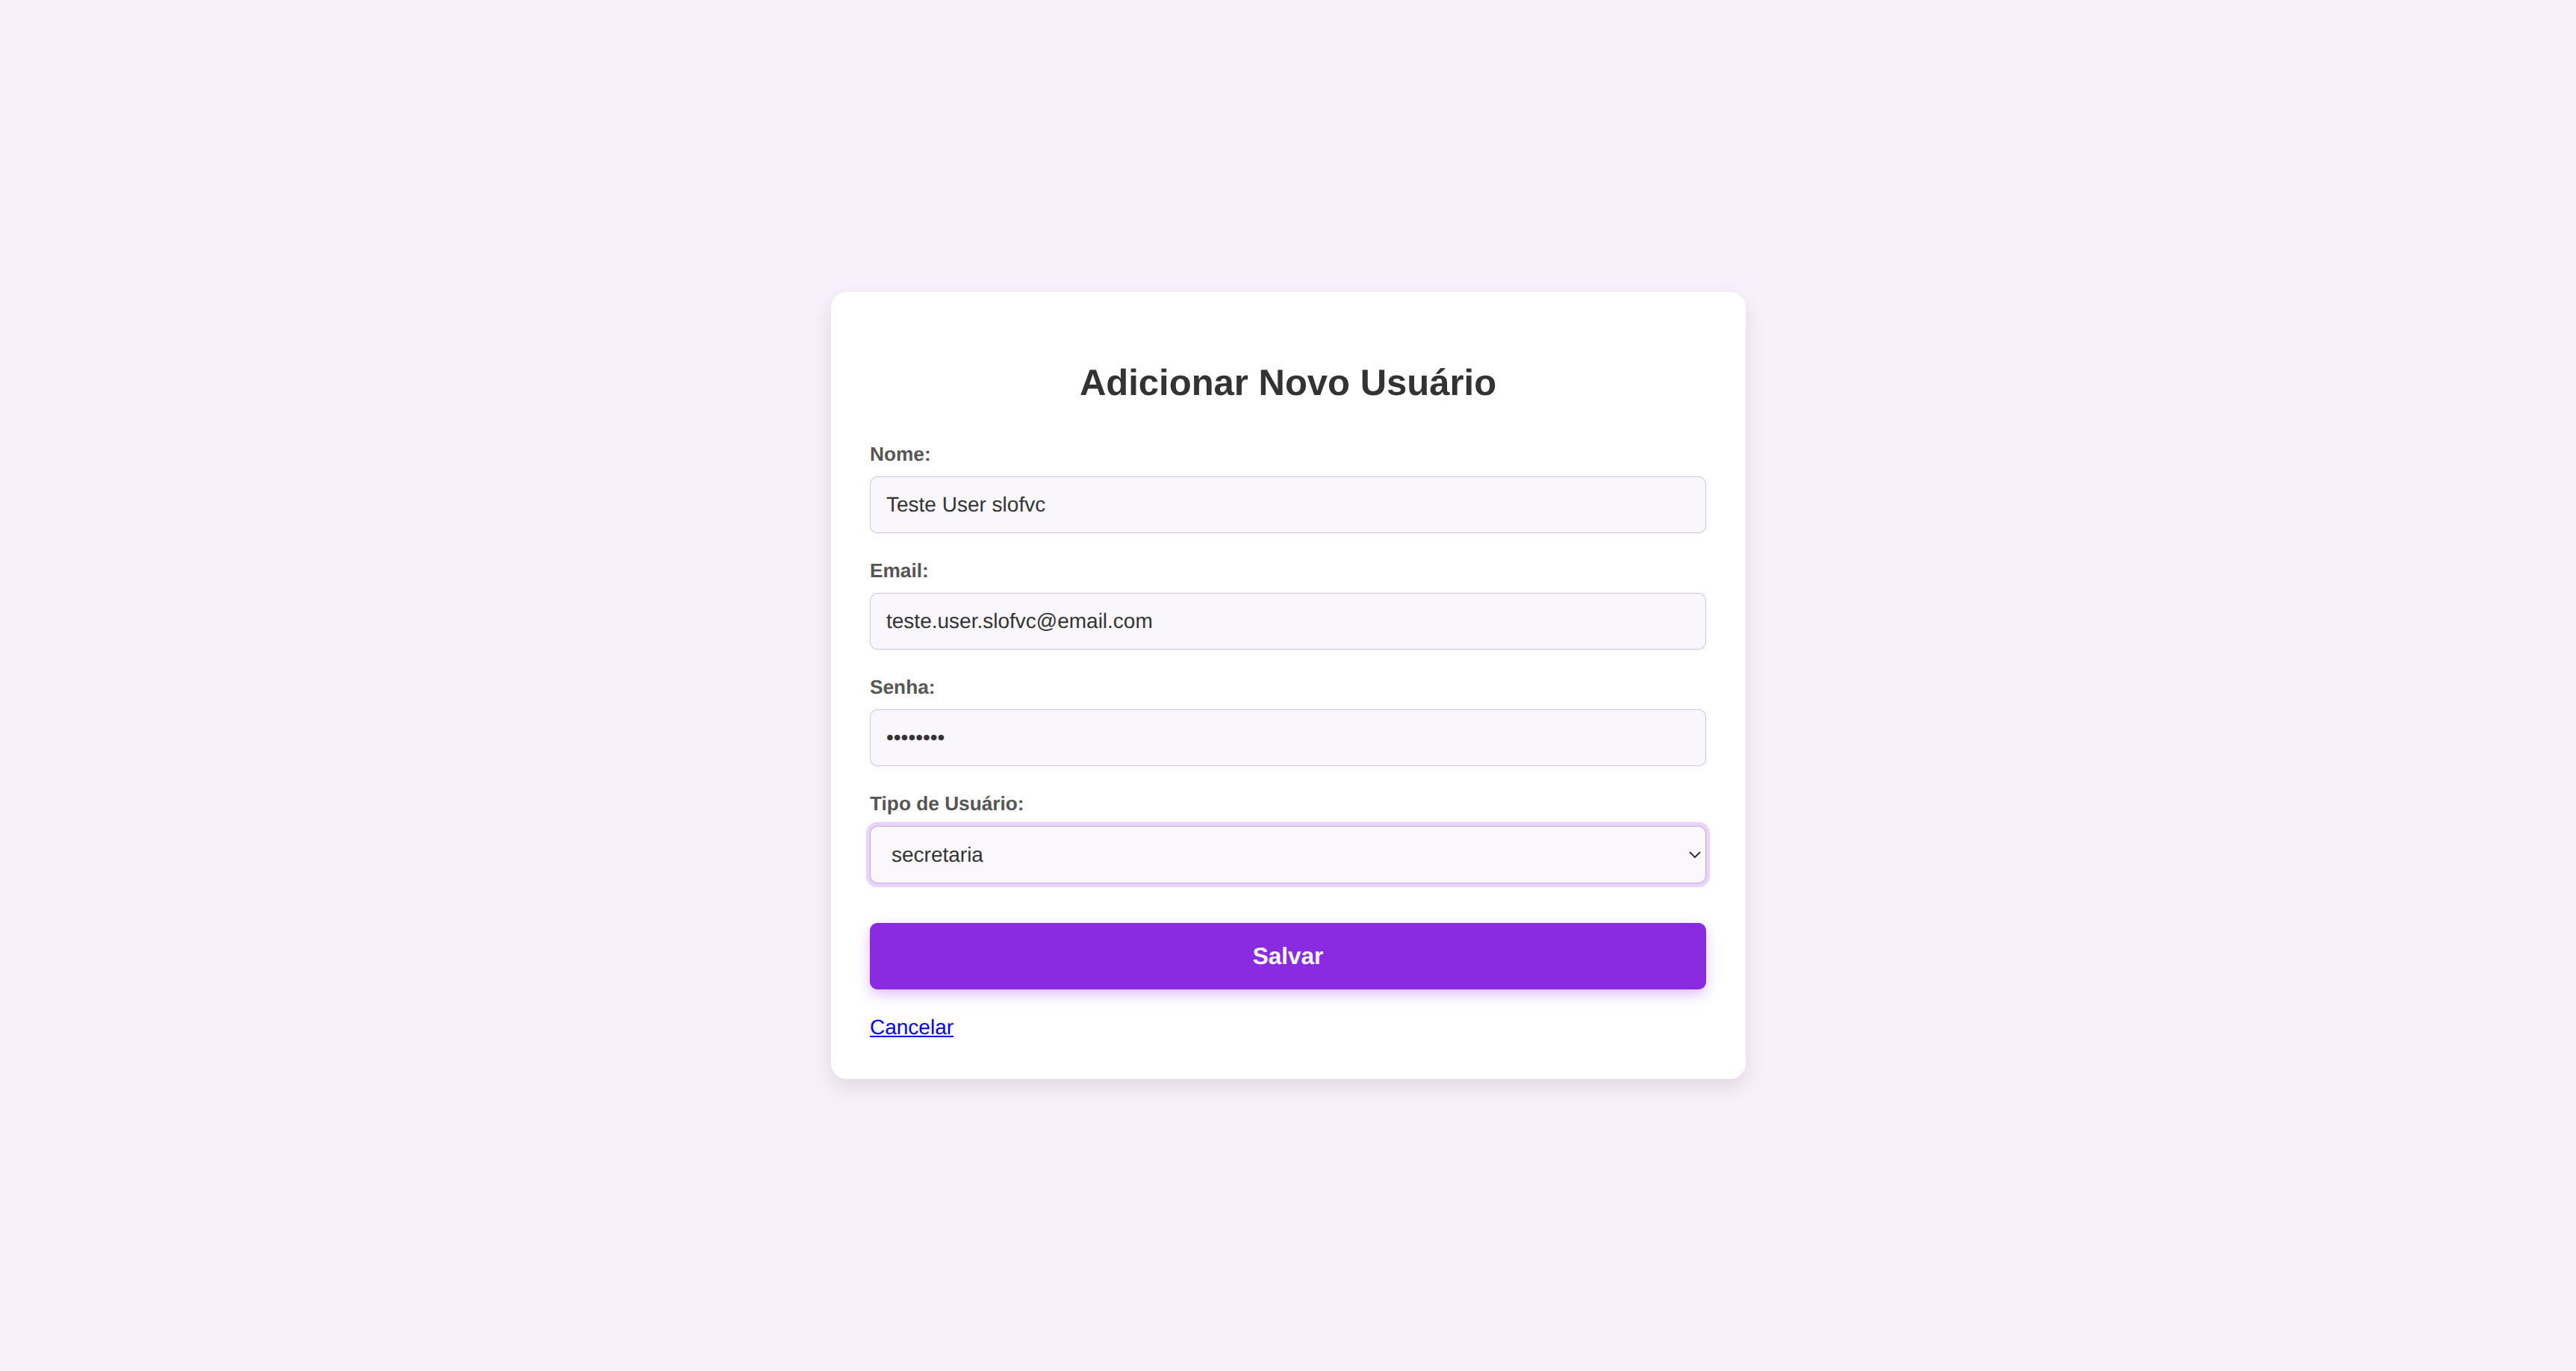 Adicionar Novo Usuário
Nome:
Teste User slofvc
Email:
teste.user.slofvc@email.com
Senha:
••••••••
Tipo de Usuário:
secretaria
Salvar
Cancelar